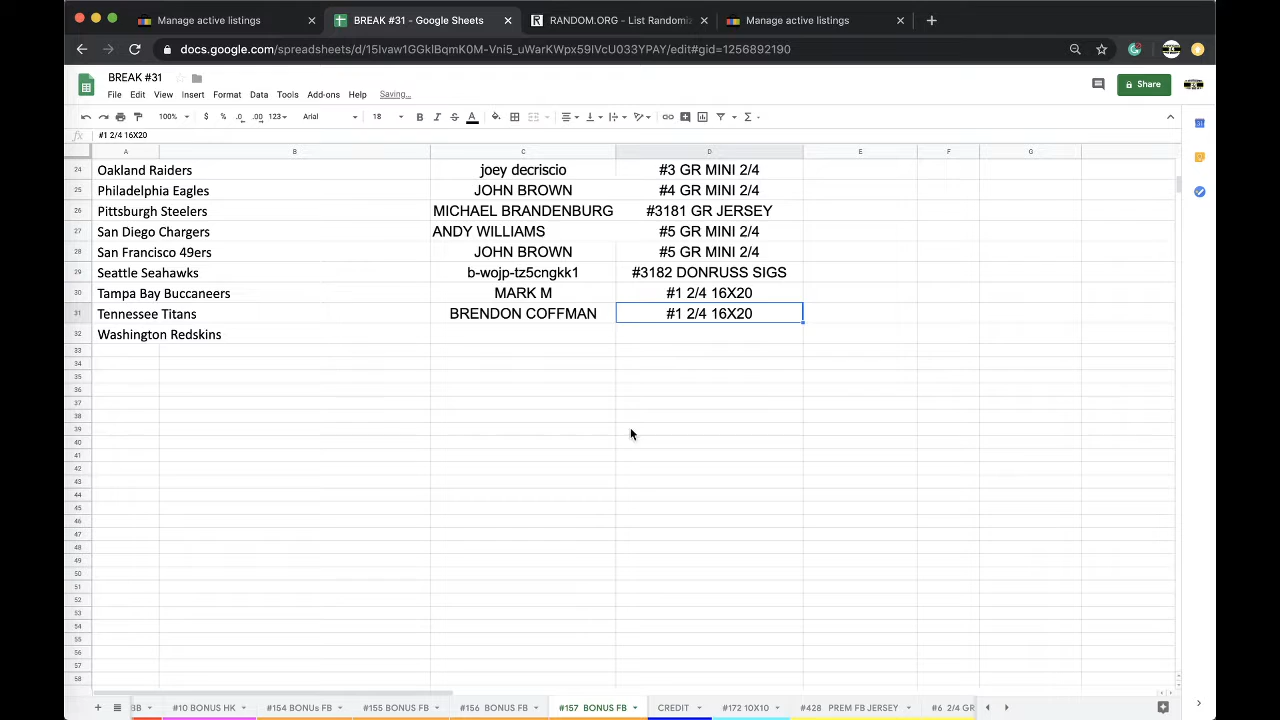 Manage active listings
BREAK #31 - Google Sheets
RANDOM.ORG - List Randomiz
Manage active listings
docs.google.com/spreadsheets/d/15Ivaw1GGklBqmK0M-Vni5_uWarKWpx59IVcU033YPAY/edit#gid=1256892190
BREAK #31
File Edit View Insert Format Data Tools Add-ons Help Saving...
Share
100% $ % .0 .00 123 Arial 18 B I S A
fx #1 2/4 16X20
A B C D E F G
24 Oakland Raiders joey decriscio #3 GR MINI 2/4
25 Philadelphia Eagles JOHN BROWN #4 GR MINI 2/4
26 Pittsburgh Steelers MICHAEL BRANDENBURG #3181 GR JERSEY
27 San Diego Chargers ANDY WILLIAMS #5 GR MINI 2/4
28 San Francisco 49ers JOHN BROWN #5 GR MINI 2/4
29 Seattle Seahawks b-wojp-tz5cngkk1 #3182 DONRUSS SIGS
30 Tampa Bay Buccaneers MARK M #1 2/4 16X20
31 Tennessee Titans BRENDON COFFMAN #1 2/4 16X20
32 Washington Redskins
33
34
35
36
37
38
39
40
41
42
43
44
45
46
47
48
49
50
51
52
53
54
55
56
57
58
3B #10 BONUS HK #154 BONUs FB #155 BONUS FB #156 BONUS FB #157 BONUS FB CREDIT #172 10X10 #428 PREM FB JERSEY #6 2/4 GR